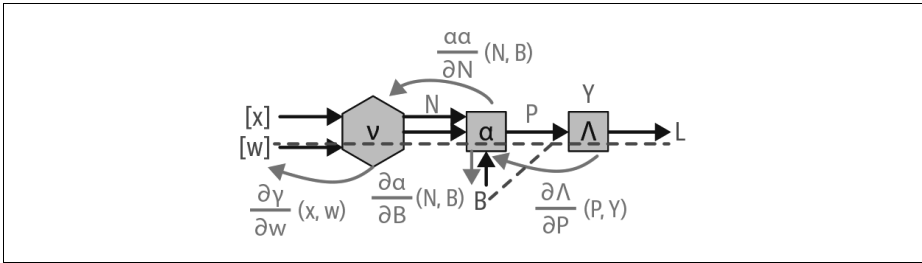 αα
∂N (N, B)
Y
[x] N P
ν α Λ L
[w]
∂γ
∂w (x, w)
∂α
∂B (N, B)
B
∂Λ
∂P (P, Y)